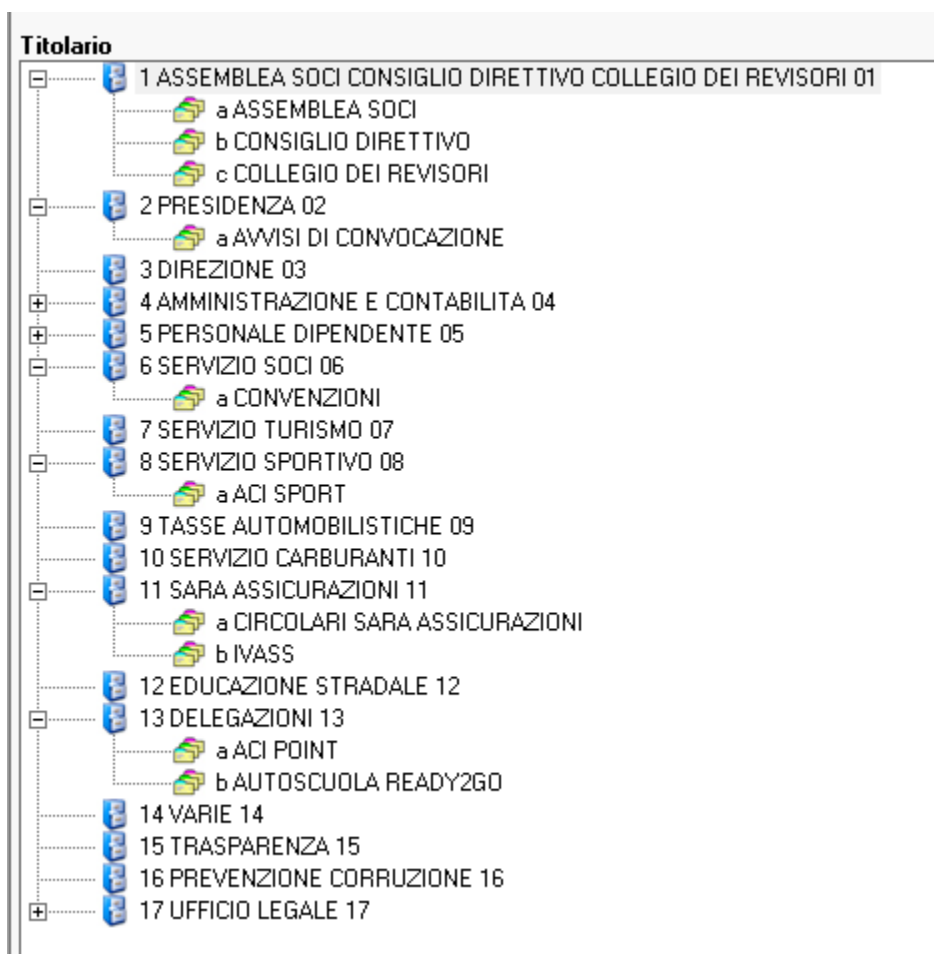 Titolario
1 ASSEMBLEA SOCI CONSIGLIO DIRETTIVO COLLEGIO DEI REVISORI 01
a ASSEMBLEA SOCI
b CONSIGLIO DIRETTIVO
c COLLEGIO DEI REVISORI
2 PRESIDENZA 02
a AVVISI DI CONVOCAZIONE
3 DIREZIONE 03
4 AMMINISTRAZIONE E CONTABILITA 04
5 PERSONALE DIPENDENTE 05
6 SERVIZIO SOCI 06
a CONVENZIONI
7 SERVIZIO TURISMO 07
8 SERVIZIO SPORTIVO 08
a ACI SPORT
9 TASSE AUTOMOBILISTICHE 09
10 SERVIZIO CARBURANTI 10
11 SARA ASSICURAZIONI 11
a CIRCOLARI SARA ASSICURAZIONI
b IVASS
12 EDUCAZIONE STRADALE 12
13 DELEGAZIONI 13
a ACI POINT
b AUTOSCUOLA READY2GO
14 VARIE 14
15 TRASPARENZA 15
16 PREVENZIONE CORRUZIONE 16
17 UFFICIO LEGALE 17